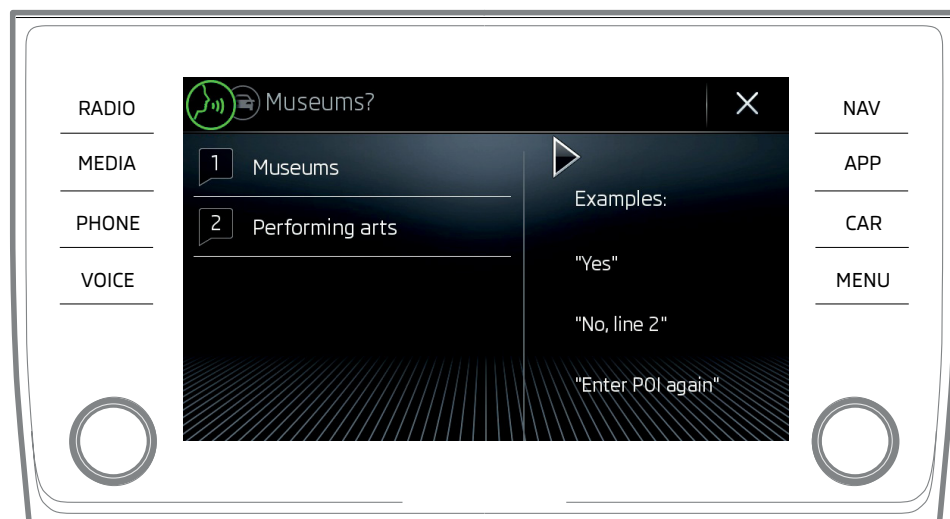 RADIO
MEDIA
PHONE
VOICE
Museums?
1 Museums
2 Performing arts
Examples:
"Yes"
"No, line 2"
"Enter POI again"
NAV
APP
CAR
MENU